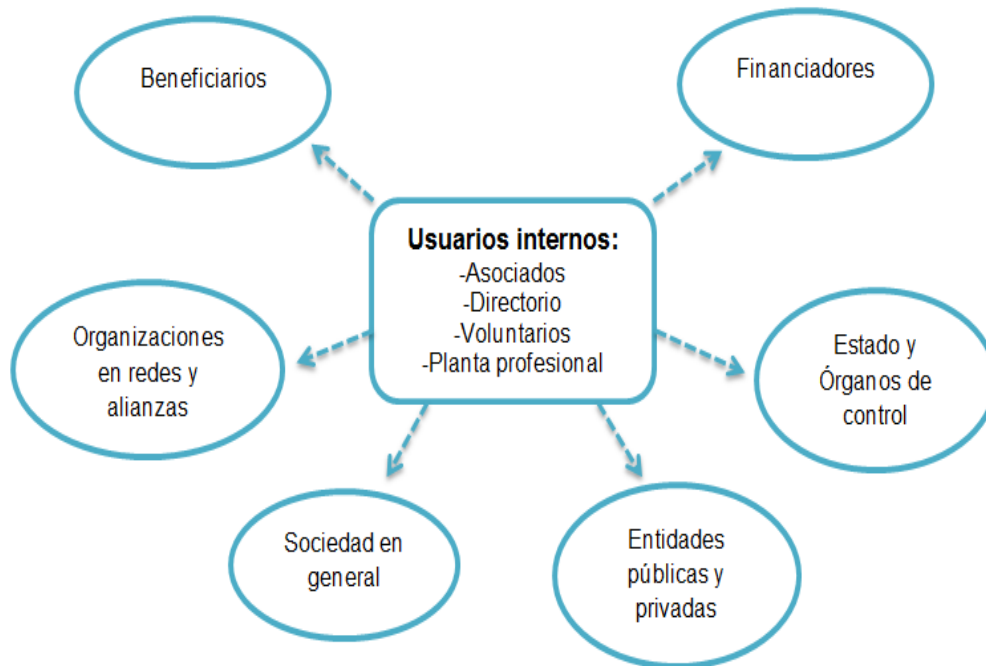 Beneficiarios
Financiadores
Usuarios internos:
-Asociados
-Directorio
-Voluntarios
-Planta profesional
Organizaciones
en redes y
alianzas
Estado y
Órganos de
control
Sociedad en
general
Entidades
públicas y
privadas